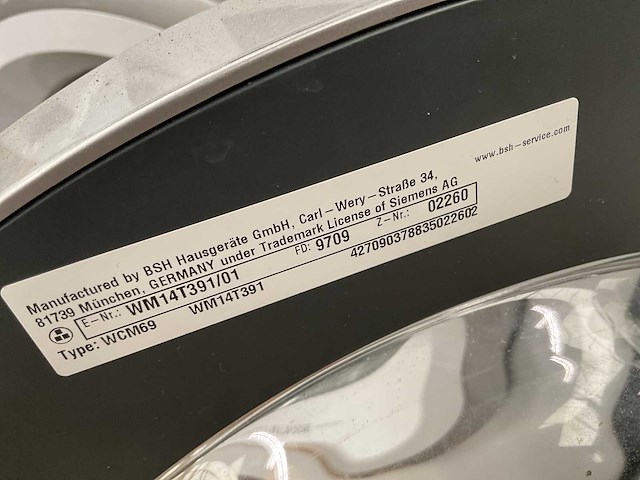 www.bsh-service.com
Manufactured by BSH Hausgeräte GmbH, Carl-Wery-Straße 34,
81739 München, GERMANY under Trademark License of Siemens AG
E-Nr.: WM14T391/01 FD: 9709 Z-Nr.: 02260
Type: WCM69 WM14T391 427090378835022602